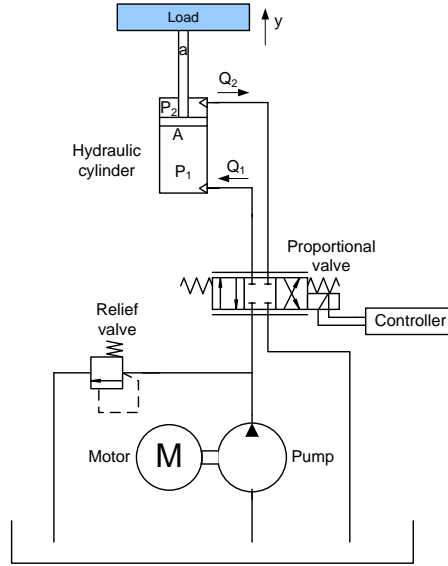 Load
y
a
Q2
P2
A
Hydraulic
cylinder
P1
Q1
Proportional
valve
Relief
valve
Controller
Motor
M
Pump